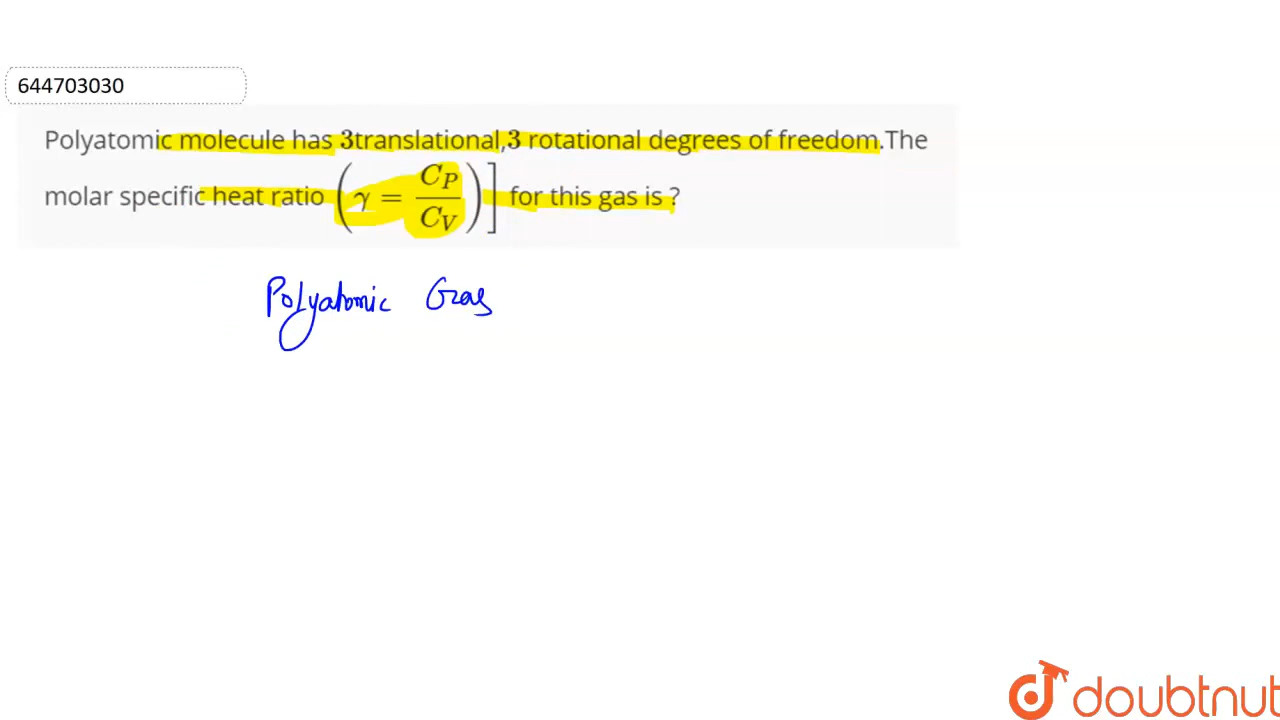 644703030
Polyatomic molecule has 3translational,3 rotational degrees of freedom.The
molar specific heat ratio (γ = C_P/C_V)] for this gas is ?
Polyatomic Gas
doubtnut